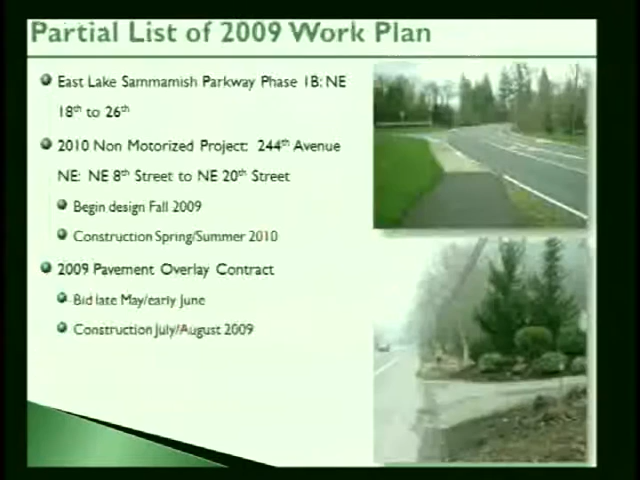 Partial List of 2009 Work Plan
East Lake Sammamish Parkway Phase 1B: NE
18th to 26th
2010 Non Motorized Project: 244th Avenue
NE: NE 8th Street to NE 20th Street
Begin design Fall 2009
Construction Spring/Summer 2010
2009 Pavement Overlay Contract
Bid late May/early June
Construction July/August 2009